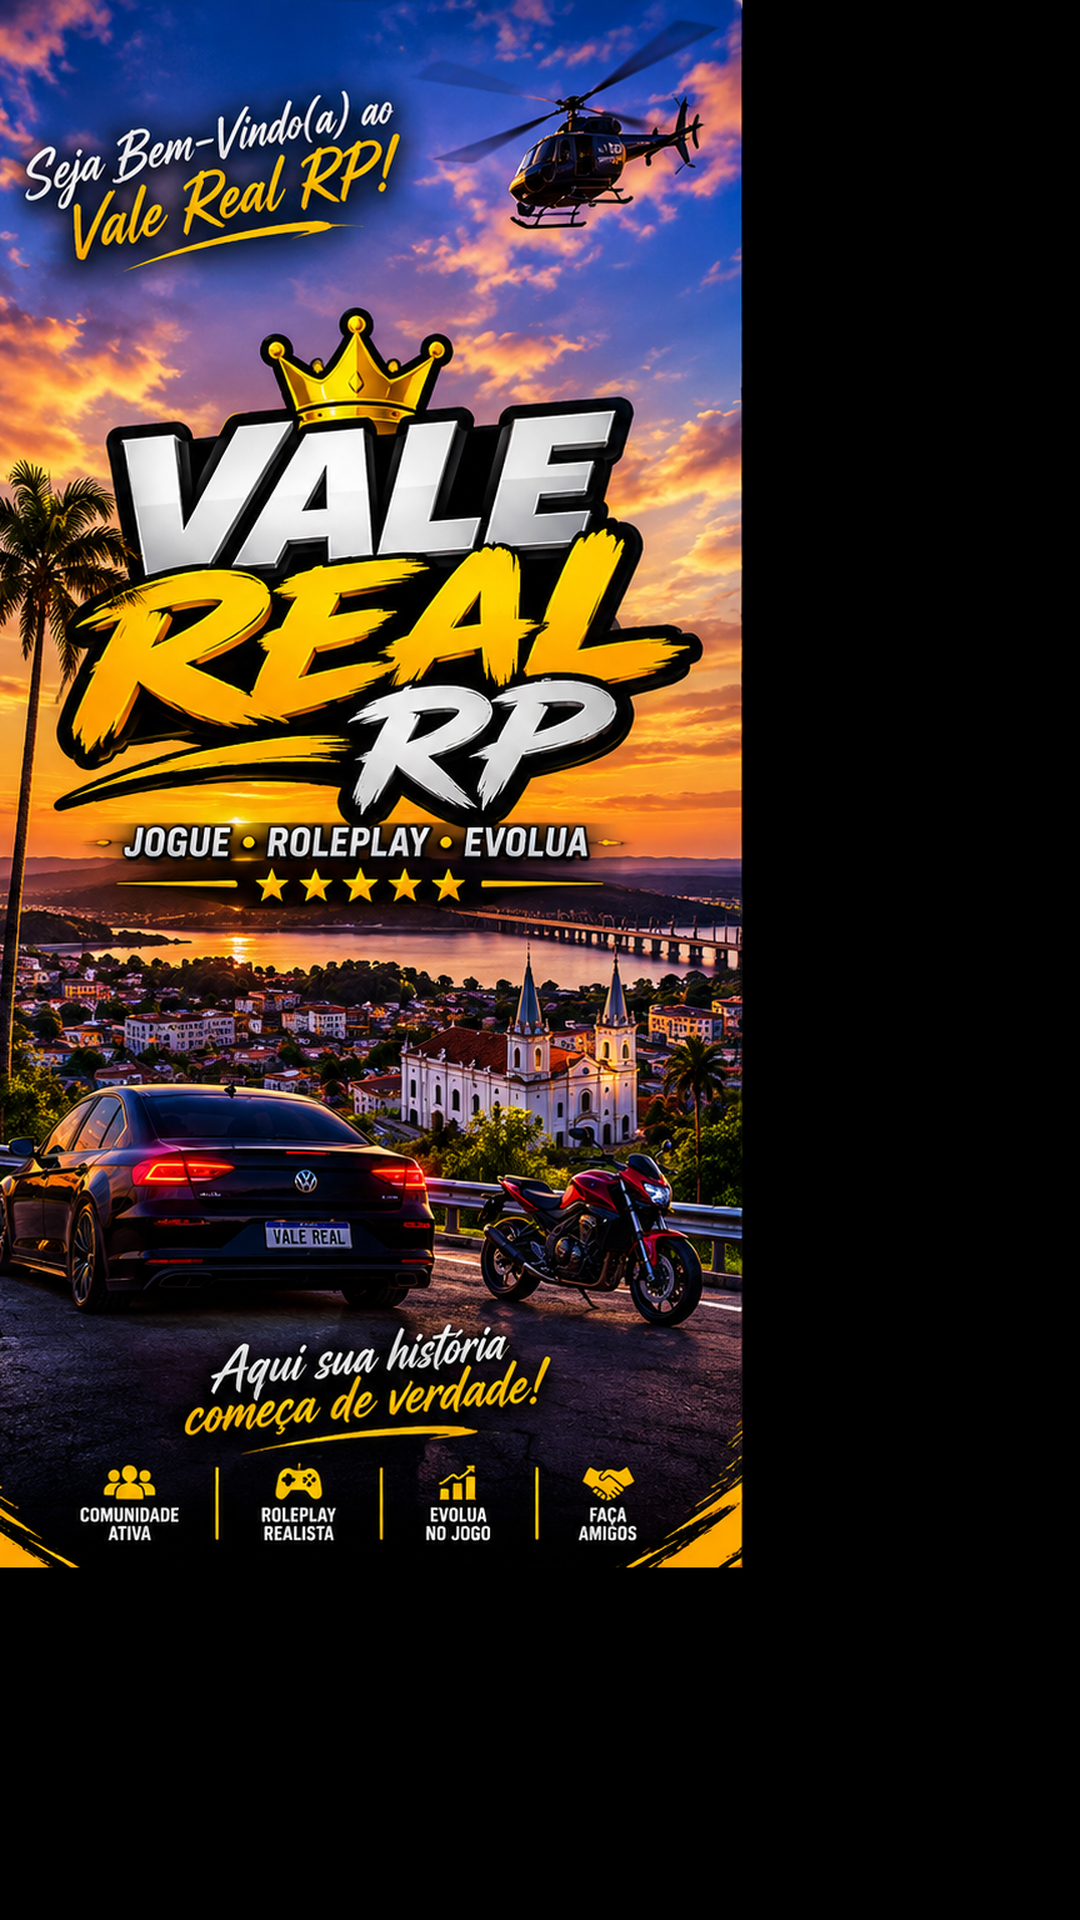 Seja Bem-Vindo(a) ao
Vale Real RP!
VALE
REAL
RP
JOGUE • ROLEPLAY • EVOLUA
VALE REAL
Aqui sua história
começa de verdade!
COMUNIDADE
ATIVA
ROLEPLAY
REALISTA
EVOLUA
NO JOGO
FAÇA
AMIGOS